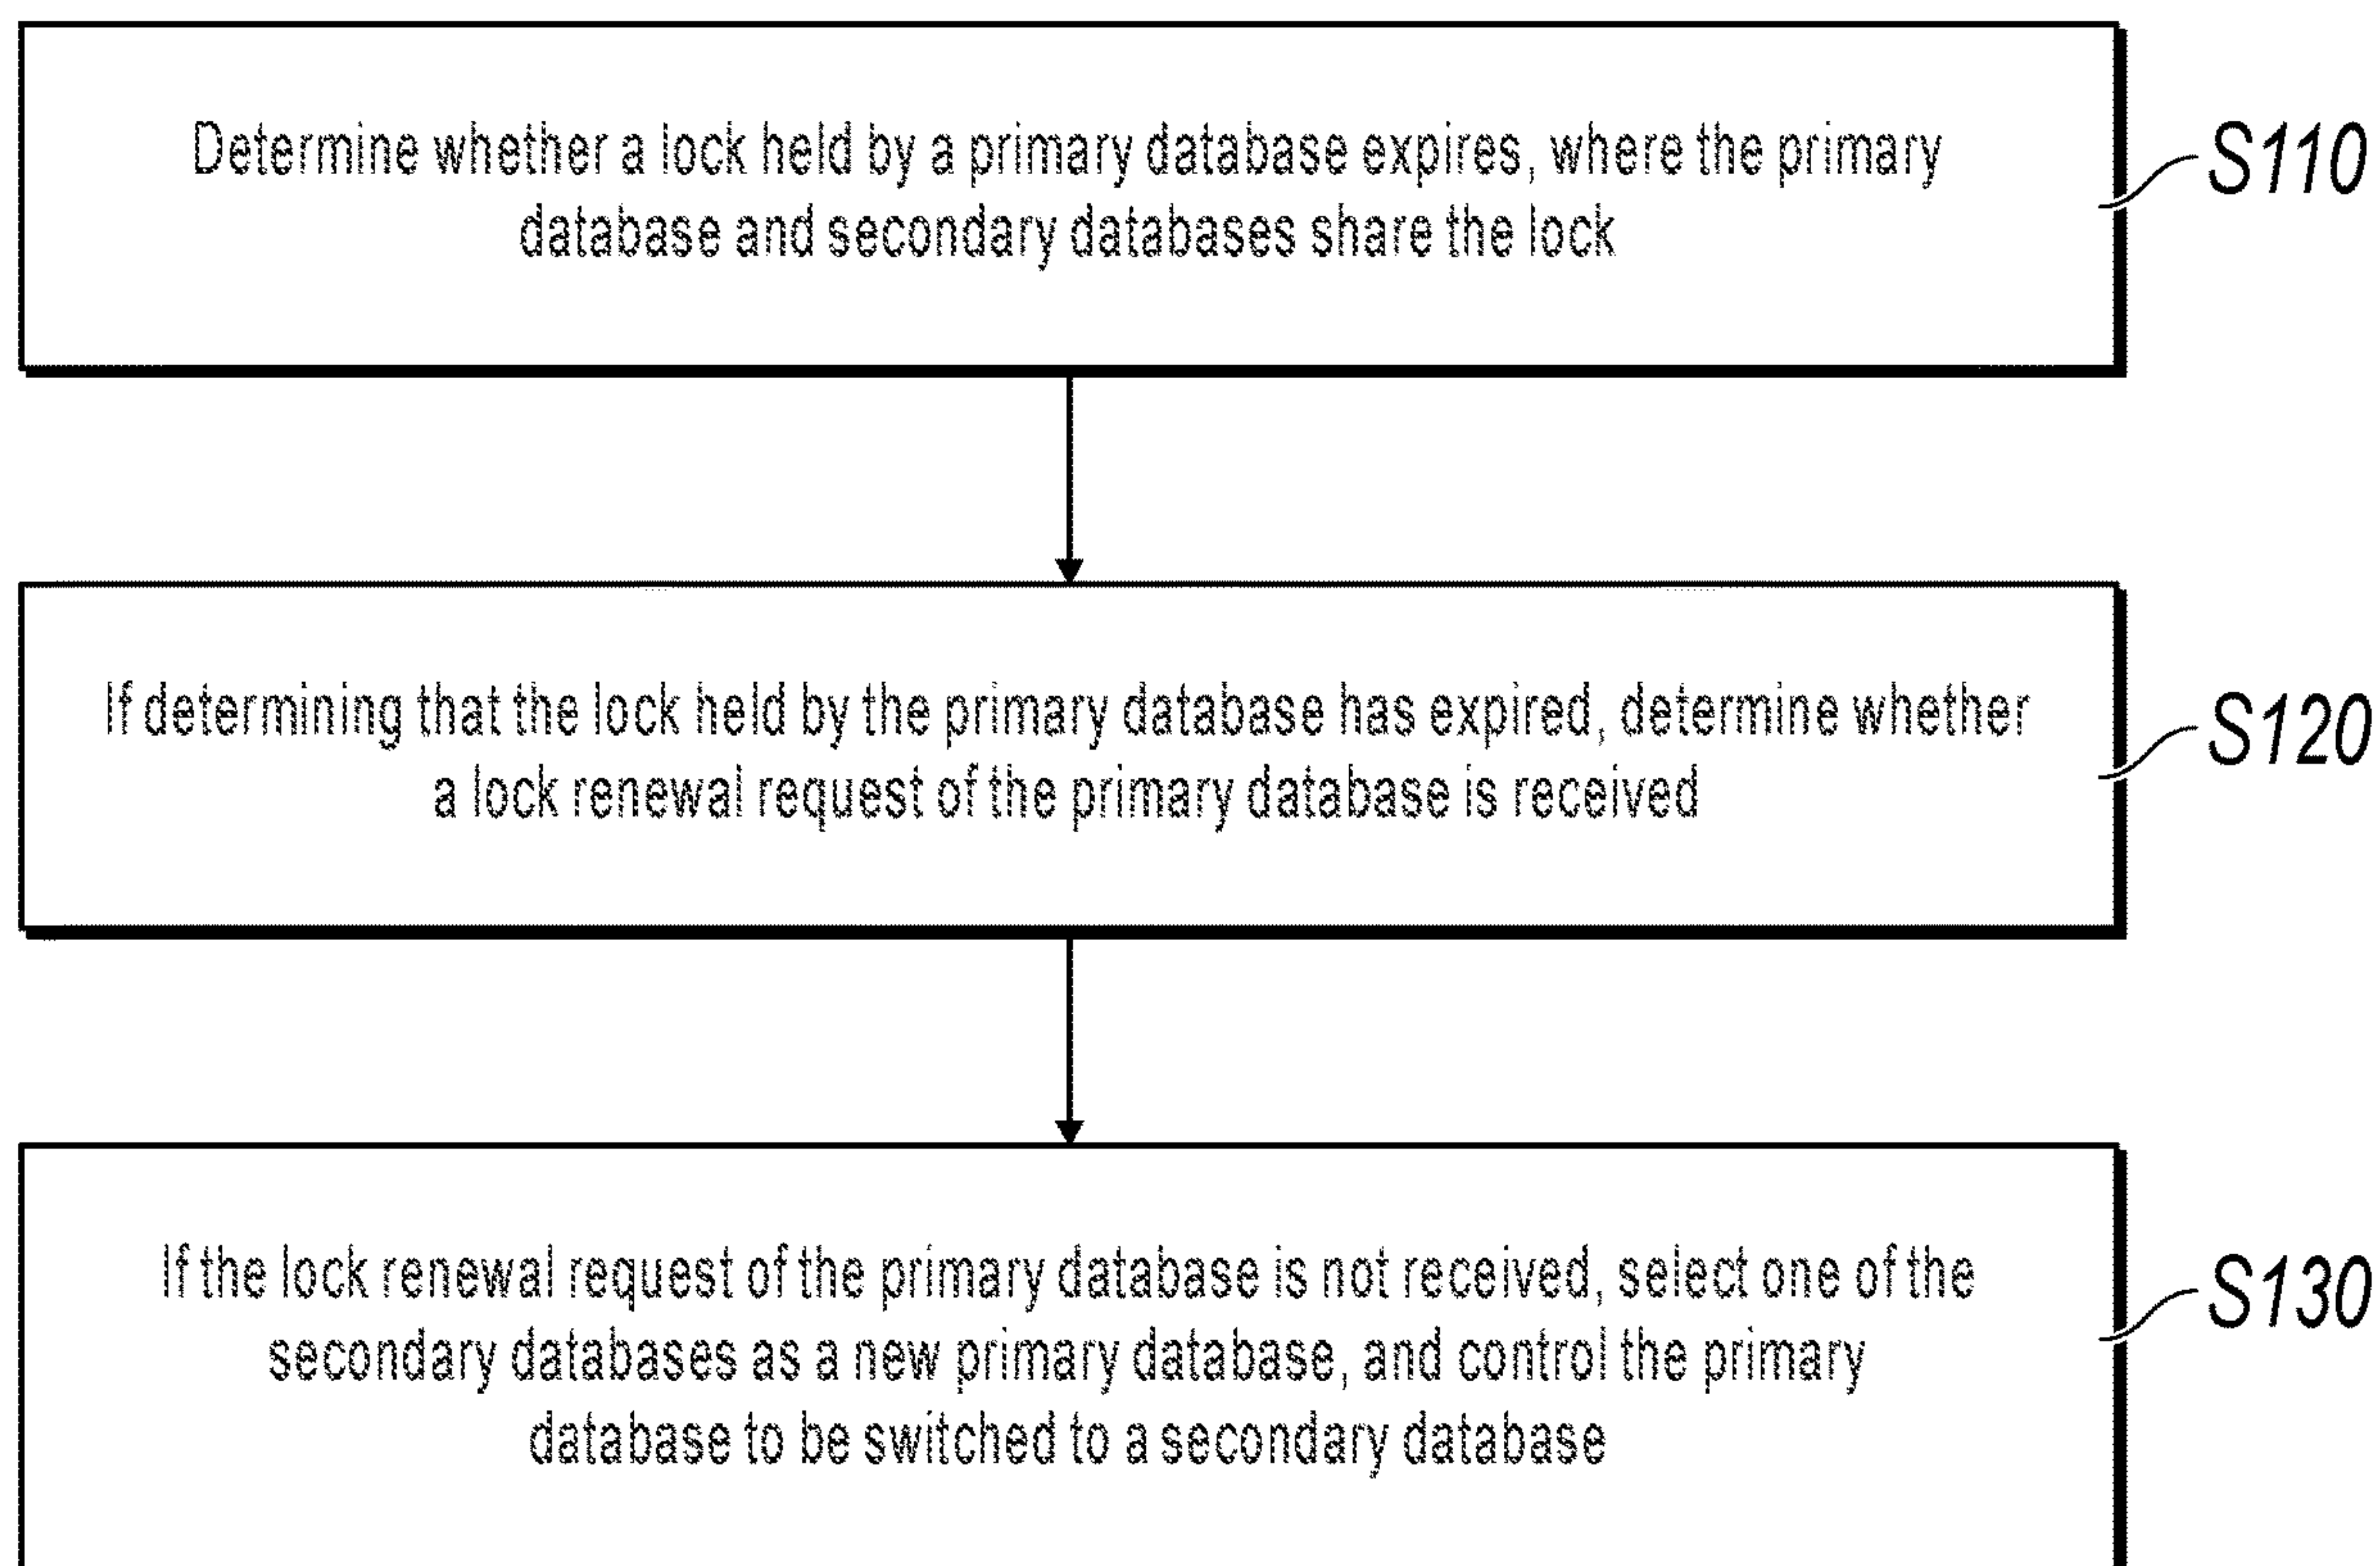 Determine whether a lock held by a primary database expires, where the primary
database and secondary databases share the lock
S110
If determining that the lock held by the primary database has expired, determine whether
a lock renewal request of the primary database is received
S120
If the lock renewal request of the primary database is not received, select one of the
secondary databases as a new primary database, and control the primary
database to be switched to a secondary database
S130